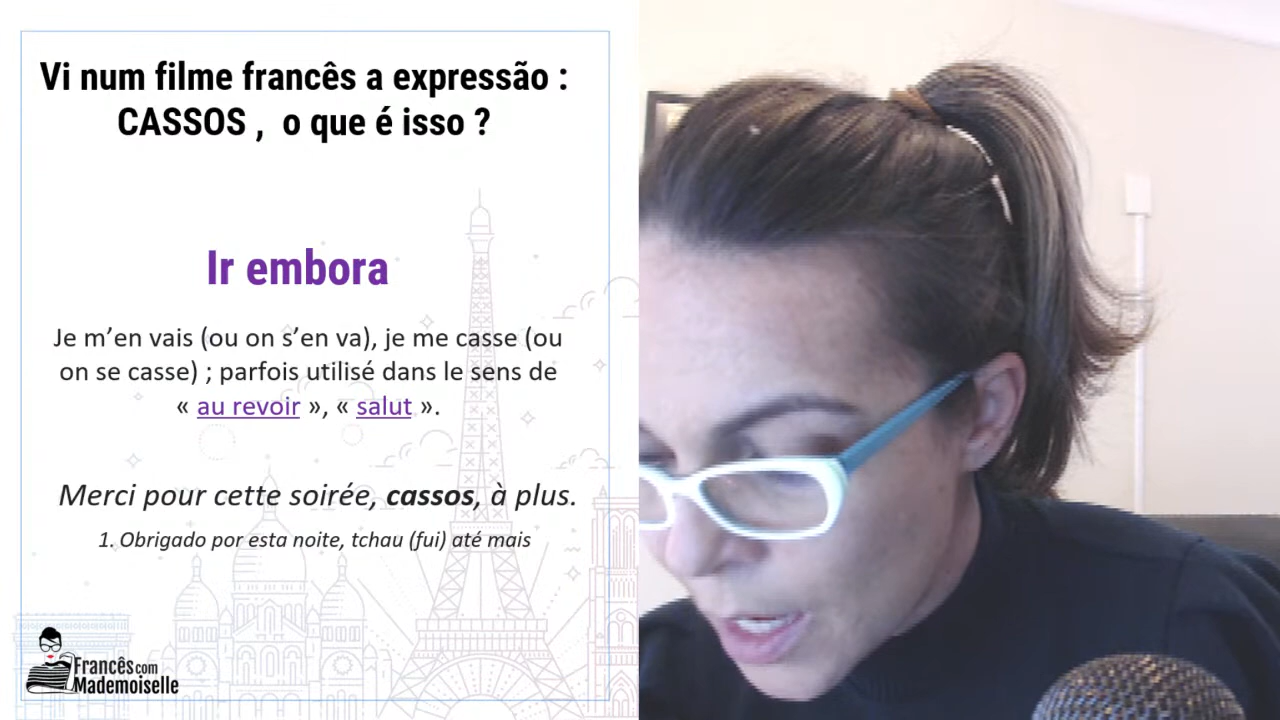 Vi num filme francês a expressão :
CASSOS , o que é isso ?
Ir embora
Je m’en vais (ou on s’en va), je me casse (ou
on se casse) ; parfois utilisé dans le sens de
« au revoir », « salut ».
Merci pour cette soirée, cassos, à plus.
1. Obrigado por esta noite, tchau (fui) até mais
Francês com
Mademoiselle